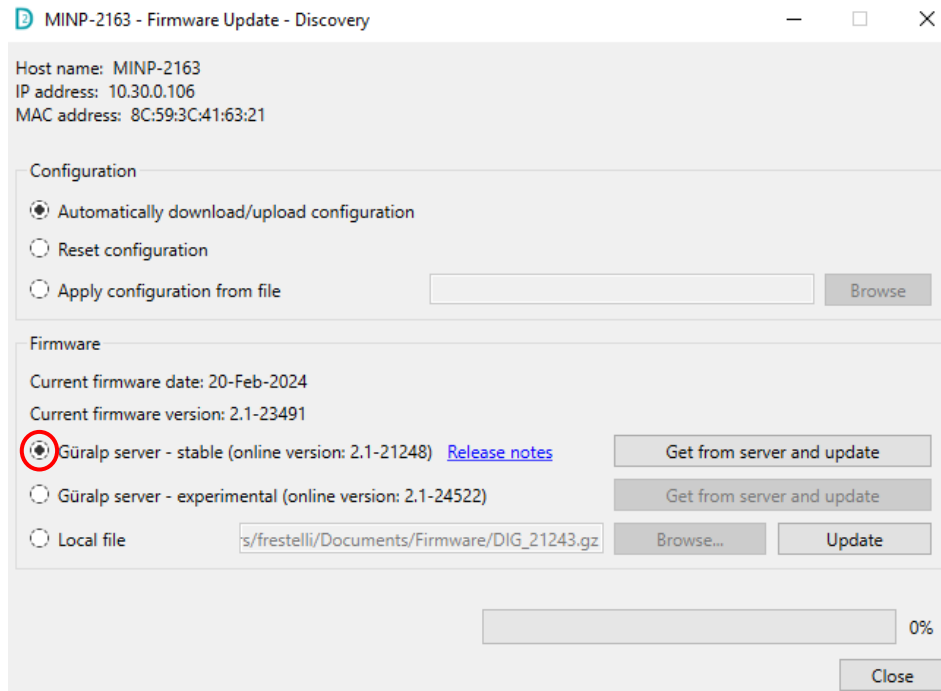 MINP-2163 - Firmware Update - Discovery
Host name: MINP-2163
IP address: 10.30.0.106
MAC address: 8C:59:3C:41:63:21
Configuration
Automatically download/upload configuration
Reset configuration
Apply configuration from file Browse
Firmware
Current firmware date: 20-Feb-2024
Current firmware version: 2.1-23491
Güralp server - stable (online version: 2.1-21248) Release notes Get from server and update
Güralp server - experimental (online version: 2.1-24522) Get from server and update
Local file s/frestelli/Documents/Firmware/DIG_21243.gz Browse... Update
0%
Close